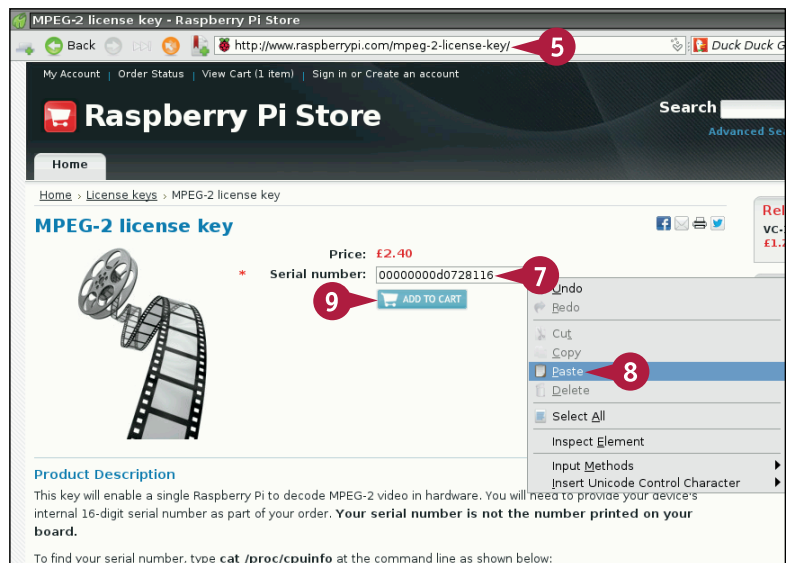 MPEG-2 license key - Raspberry Pi Store
Back http://www.raspberrypi.com/mpeg-2-license-key/ 5 Duck Duck G
My Account | Order Status | View Cart (1 item) | Sign in or Create an account
Raspberry Pi Store
Search
Advanced Se
Home
Home › License keys › MPEG-2 license key
MPEG-2 license key
Rel
VC-
£1.2
Price: £2.40
* Serial number: 00000000d0728116 7
9 ADD TO CART
Undo
Redo
Cut
Copy
Paste 8
Delete
Select All
Inspect Element
Input Methods
Insert Unicode Control Character
Product Description
This key will enable a single Raspberry Pi to decode MPEG-2 video in hardware. You will need to provide your device's
internal 16-digit serial number as part of your order. Your serial number is not the number printed on your
board.
To find your serial number, type cat /proc/cpuinfo at the command line as shown below: